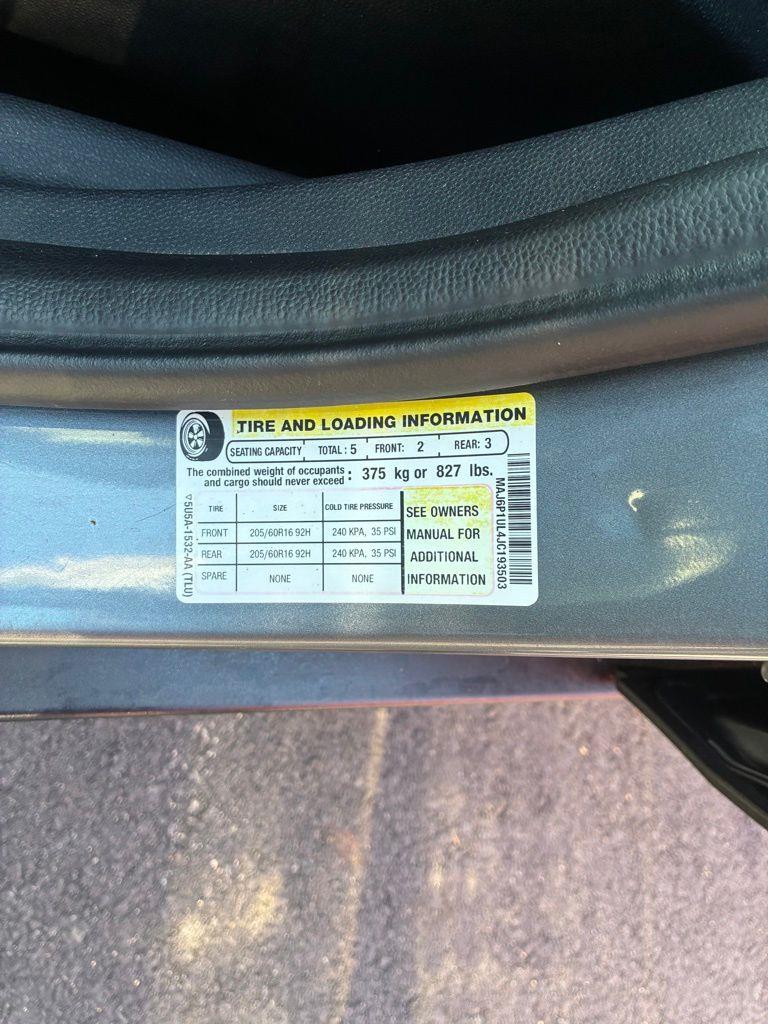 TIRE AND LOADING INFORMATION
SEATING CAPACITY TOTAL : 5 FRONT: 2 REAR: 3
The combined weight of occupants
and cargo should never exceed : 375 kg or 827 lbs.
TIRE SIZE COLD TIRE PRESSURE
FRONT 205/60R16 92H 240 KPA, 35 PSI
REAR 205/60R16 92H 240 KPA, 35 PSI
SPARE NONE NONE
SEE OWNERS
MANUAL FOR
ADDITIONAL
INFORMATION
5U5A-1532-AA (TLU)
MAJ6P1UL4JC193503